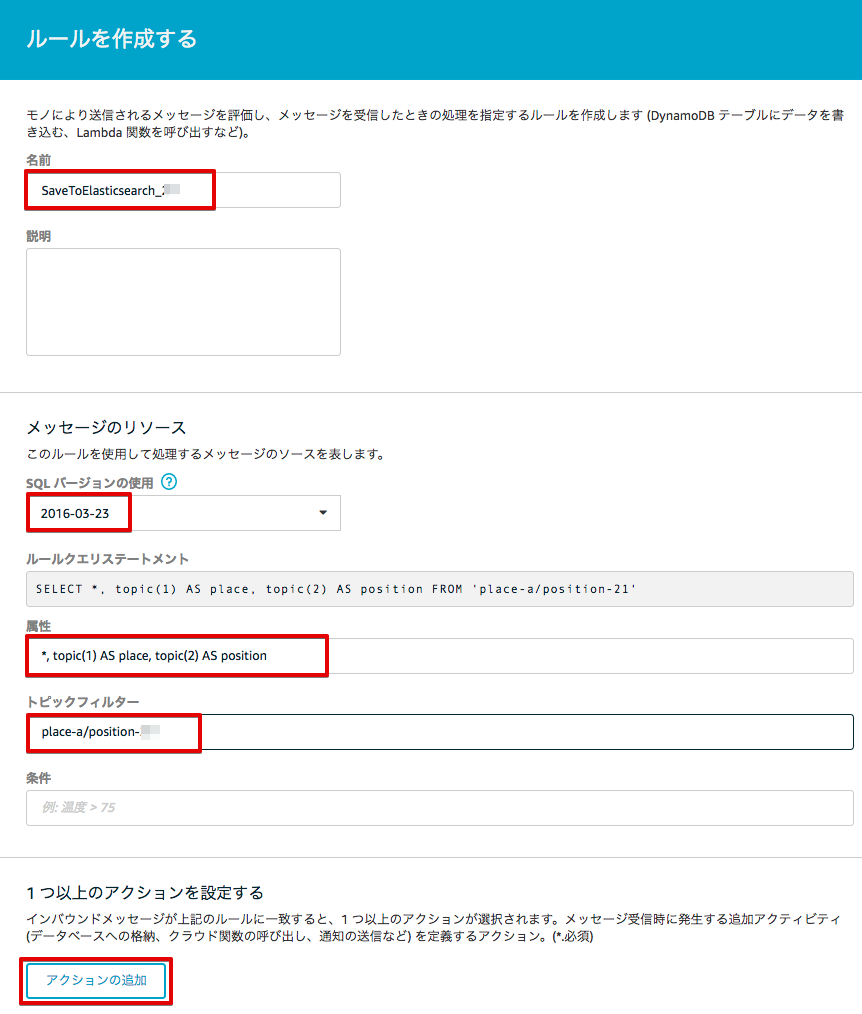 ルールを作成する
モノにより送信されるメッセージを評価し、メッセージを受信したときの処理を指定するルールを作成します (DynamoDB テーブルにデータを書
き込む、Lambda 関数を呼び出すなど)。
名前
SaveToElasticsearch_
説明
メッセージのリソース
このルールを使用して処理するメッセージのソースを表します。
SQL バージョンの使用 ?
2016-03-23
ルールクエリステートメント
SELECT *, topic(1) AS place, topic(2) AS position FROM 'place-a/position-21'
属性
*, topic(1) AS place, topic(2) AS position
トピックフィルター
place-a/position-
条件
例: 温度 > 75
1 つ以上のアクションを設定する
インバウンドメッセージが上記のルールに一致すると、1 つ以上のアクションが選択されます。メッセージ受信時に発生する追加アクティビティ
(データベースへの格納、クラウド関数の呼び出し、通知の送信など) を定義するアクション。(*.必須)
アクションの追加